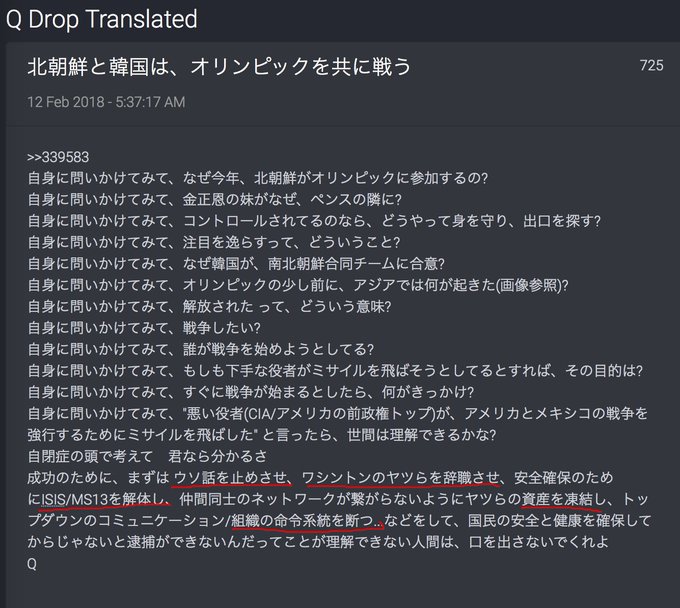 Q Drop Translated
北朝鮮と韓国は、オリンピックを共に戦う
725
12 Feb 2018 - 5:37:17 AM
>>339583
自身に問いかけてみて、なぜ今年、北朝鮮がオリンピックに参加するの?
自身に問いかけてみて、金正恩の妹がなぜ、ペンスの隣に?
自身に問いかけてみて、コントロールされてるのなら、どうやって身を守り、出口を探す?
自身に問いかけてみて、注目を逸らすって、どういうこと?
自身に問いかけてみて、なぜ韓国が、南北朝鮮合同チームに合意?
自身に問いかけてみて、オリンピックの少し前に、アジアでは何が起きた(画像参照)?
自身に問いかけてみて、解放された って、どういう意味?
自身に問いかけてみて、戦争したい?
自身に問いかけてみて、誰が戦争を始めようとしてる?
自身に問いかけてみて、もしも下手な役者がミサイルを飛ばそうとしてるとすれば、その目的は?
自身に問いかけてみて、すぐに戦争が始まるとしたら、何がきっかけ?
自身に問いかけてみて、"悪い役者(CIA/アメリカの前政権トップ)が、アメリカとメキシコの戦争を
強行するためにミサイルを飛ばした" と言ったら、世間は理解できるかな?
自閉症の頭で考えて　君なら分かるさ
成功のために、まずは ウソ話を止めさせ、ワシントンのヤツらを辞職させ、安全確保のため
にISIS/MS13を解体し、仲間同士のネットワークが繋がらないようにヤツらの資産を凍結し、トッ
プダウンのコミュニケーション/組織の命令系統を断つ...などをして、国民の安全と健康を確保して
からじゃないと逮捕ができないんだってことが理解できない人間は、口を出さないでくれよ
Q